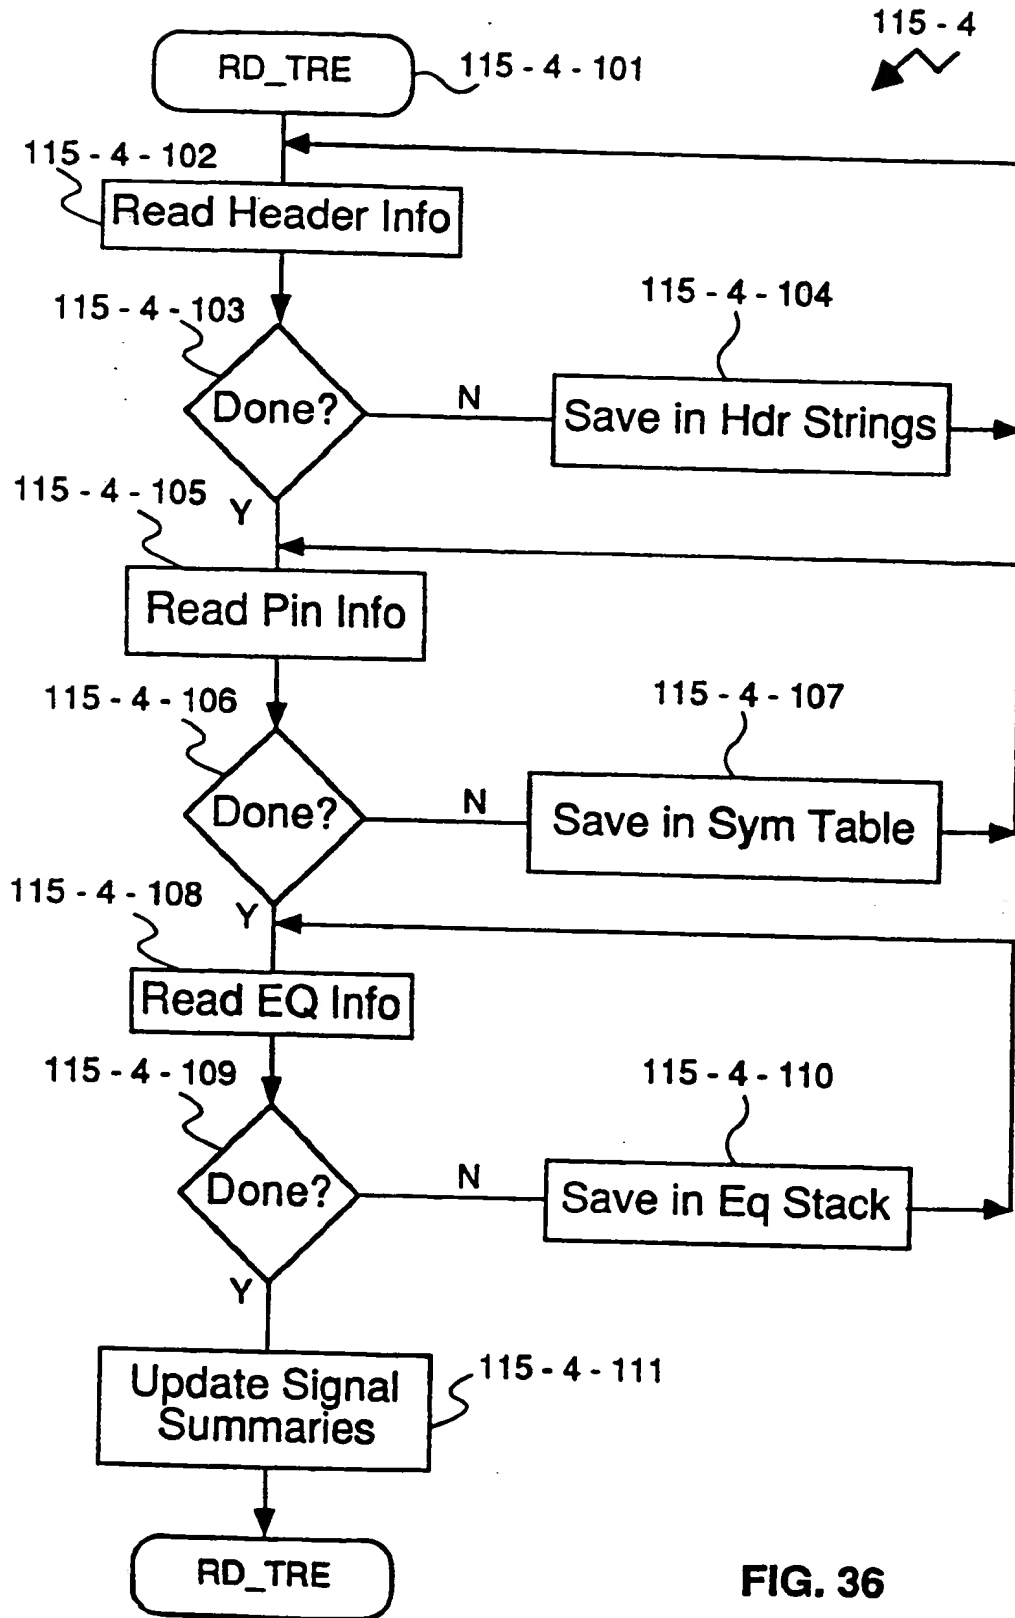 115 - 4
RD_TRE
115 - 4 - 101
115 - 4 - 102
Read Header Info
115 - 4 - 103
115 - 4 - 104
Done?
N
Save in Hdr Strings
Y
115 - 4 - 105
Read Pin Info
115 - 4 - 106
115 - 4 - 107
Done?
N
Save in Sym Table
Y
115 - 4 - 108
Read EQ Info
115 - 4 - 109
115 - 4 - 110
Done?
N
Save in Eq Stack
Y
Update Signal
Summaries
115 - 4 - 111
RD_TRE
FIG. 36